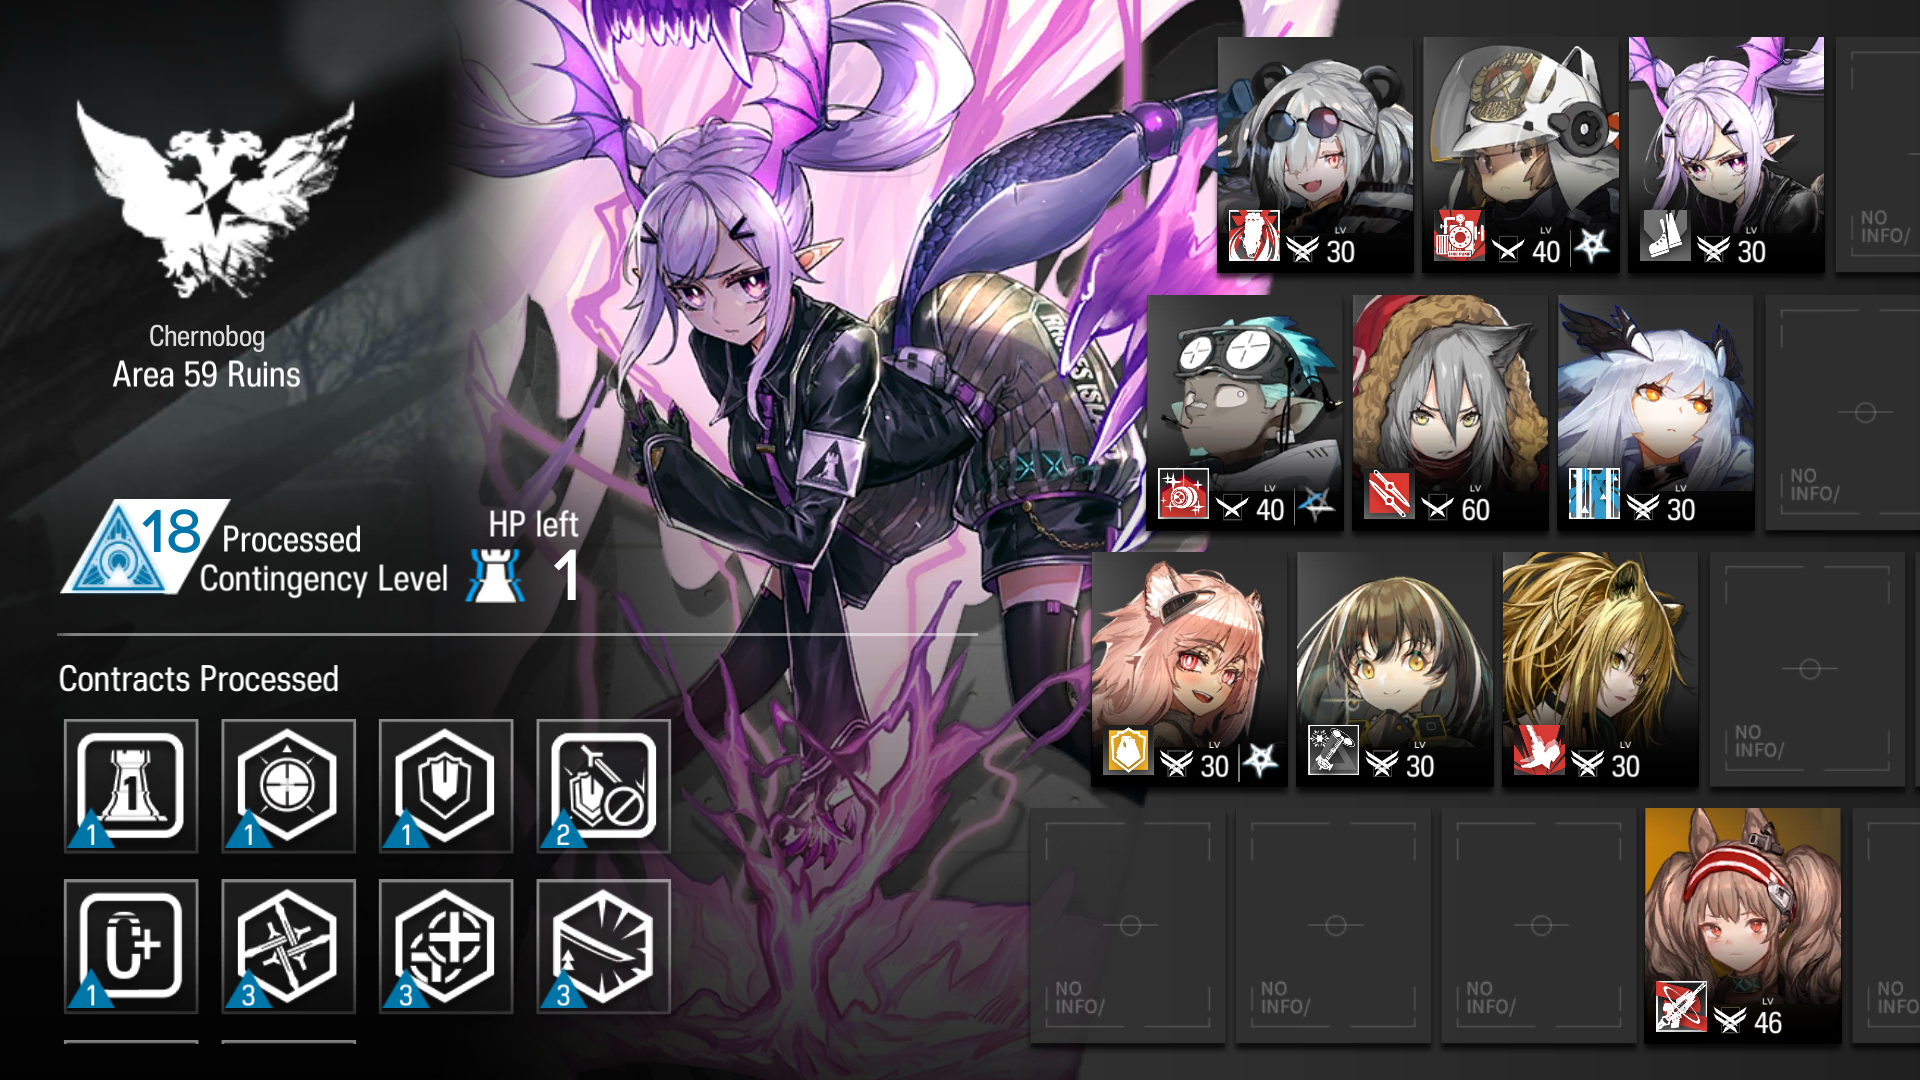 Chernobog
Area 59 Ruins
18
Processed
Contingency Level
HP left
1
Contracts Processed
1
1
1
1
2
C+
1
3
3
3
LV
30
LV
40
LV
30
NO
INFO/
LV
40
LV
60
LV
30
NO
INFO/
LV
30
LV
30
LV
30
NO
INFO/
NO
INFO/
NO
INFO/
NO
INFO/
LV
46
NO
INFO